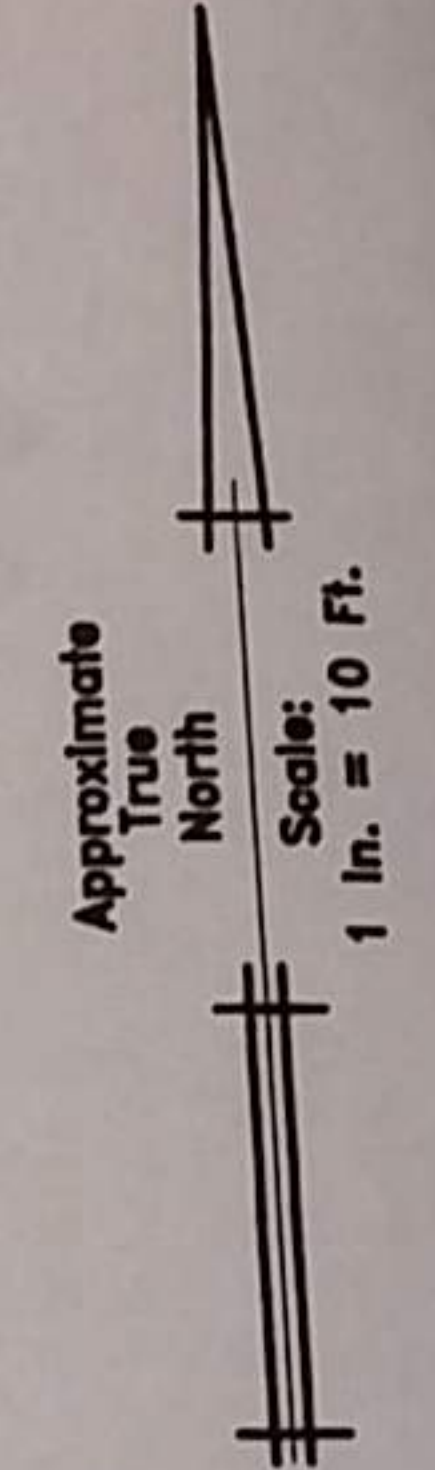 Approximate
True
North
Scale:
1 In. = 10 Ft.